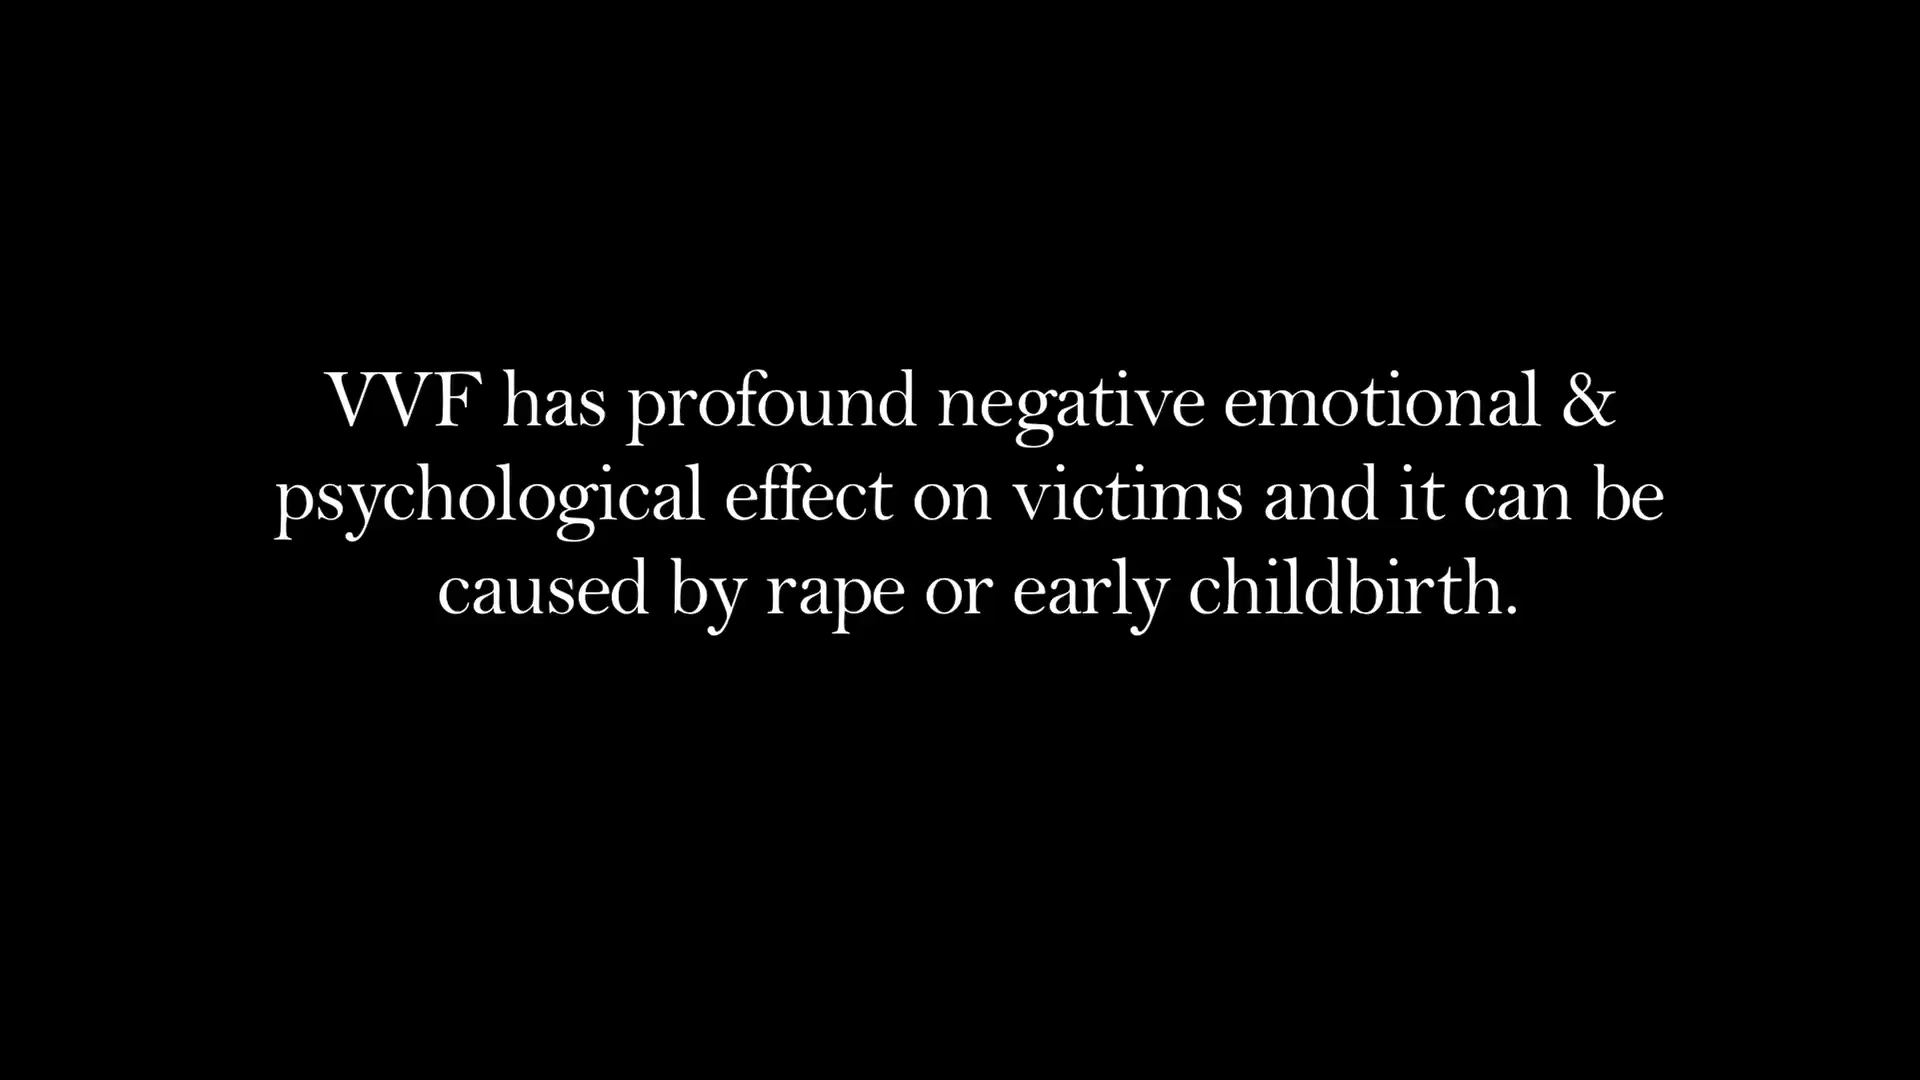 VVF has profound negative emotional &
psychological effect on victims and it can be
caused by rape or early childbirth.